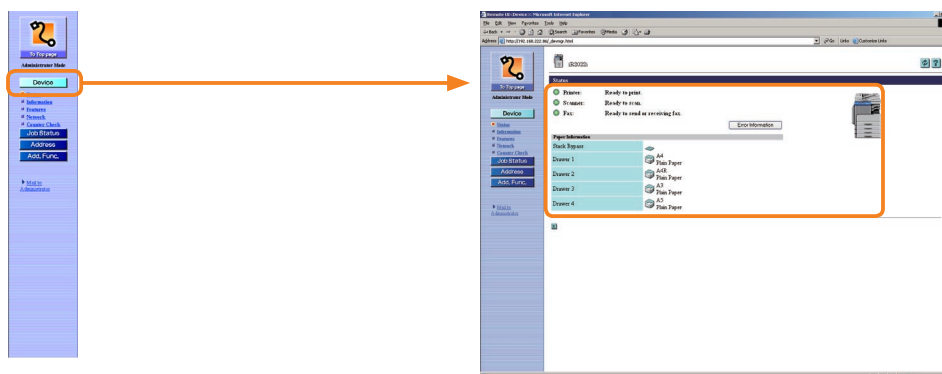 To Top page
Administrator Mode
Device
Status
Information
Features
Network
Counter Check
Job Status
Address
Add. Func.
Mail to
Administrator
Remote UI: Device - Microsoft Internet Explorer
File Edit View Favorites Tools Help
Back Search Favorites Media
Address http://192.168.222.86/_devmgr.html Go Links Customize Links
To Top page
Administrator Mode
Device
Status
Information
Features
Network
Counter Check
Job Status
Address
Add. Func.
Mail to
Administrator
iR2022i
Status
Printer: Ready to print.
Scanner: Ready to scan.
Fax: Ready to send or receiving fax.
Error Information
Paper Information
Stack Bypass
Drawer 1 A4
Plain Paper
Drawer 2 A4R
Plain Paper
Drawer 3 A3
Plain Paper
Drawer 4 A5
Plain Paper